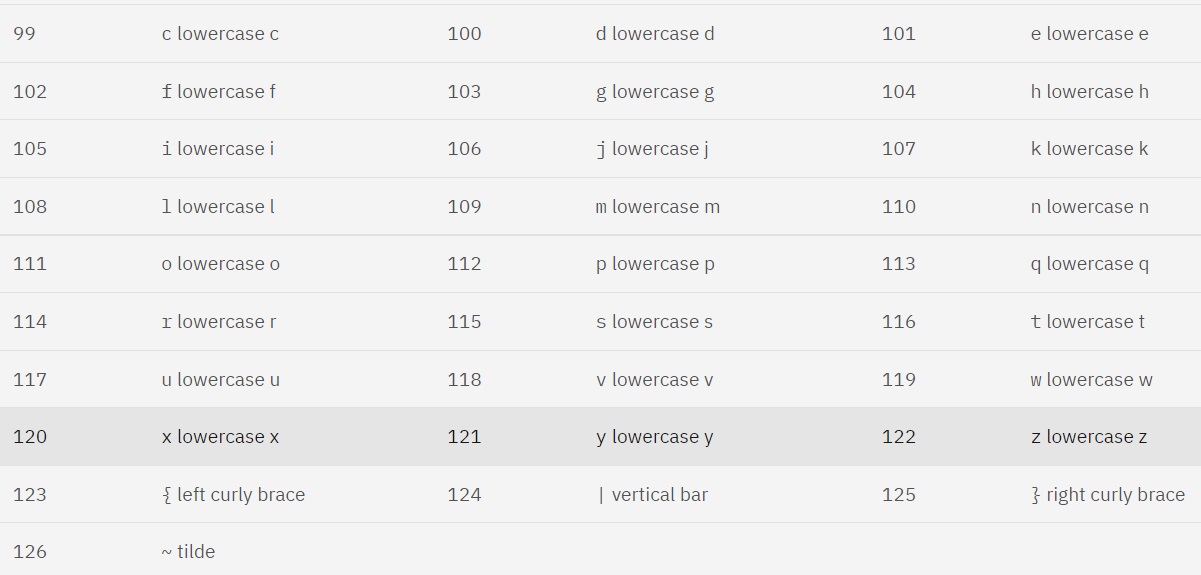 99 c lowercase c 100 d lowercase d 101 e lowercase e
102 f lowercase f 103 g lowercase g 104 h lowercase h
105 i lowercase i 106 j lowercase j 107 k lowercase k
108 l lowercase l 109 m lowercase m 110 n lowercase n
111 o lowercase o 112 p lowercase p 113 q lowercase q
114 r lowercase r 115 s lowercase s 116 t lowercase t
117 u lowercase u 118 v lowercase v 119 w lowercase w
120 x lowercase x 121 y lowercase y 122 z lowercase z
123 { left curly brace 124 | vertical bar 125 } right curly brace
126 ~ tilde